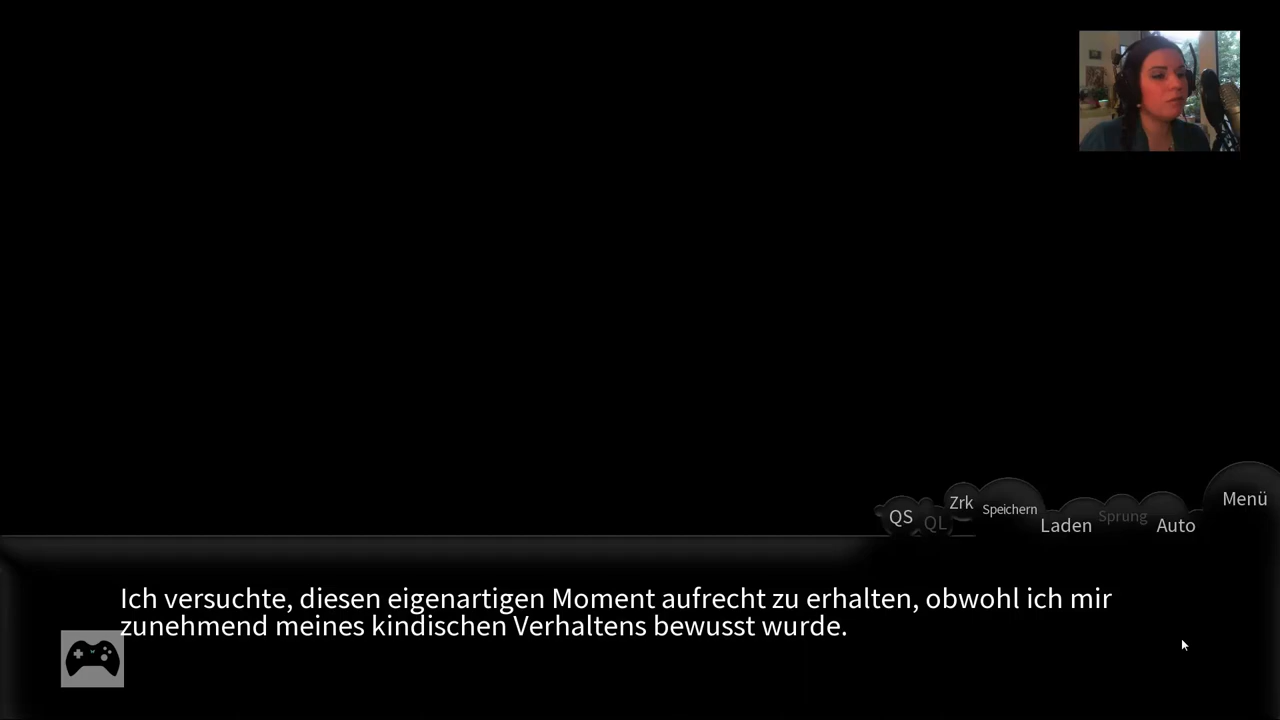 Zrk
Speichern
Menü
QS
QL
Laden
Sprung
Auto
Ich versuchte, diesen eigenartigen Moment aufrecht zu erhalten, obwohl ich mir
zunehmend meines kindischen Verhaltens bewusst wurde.